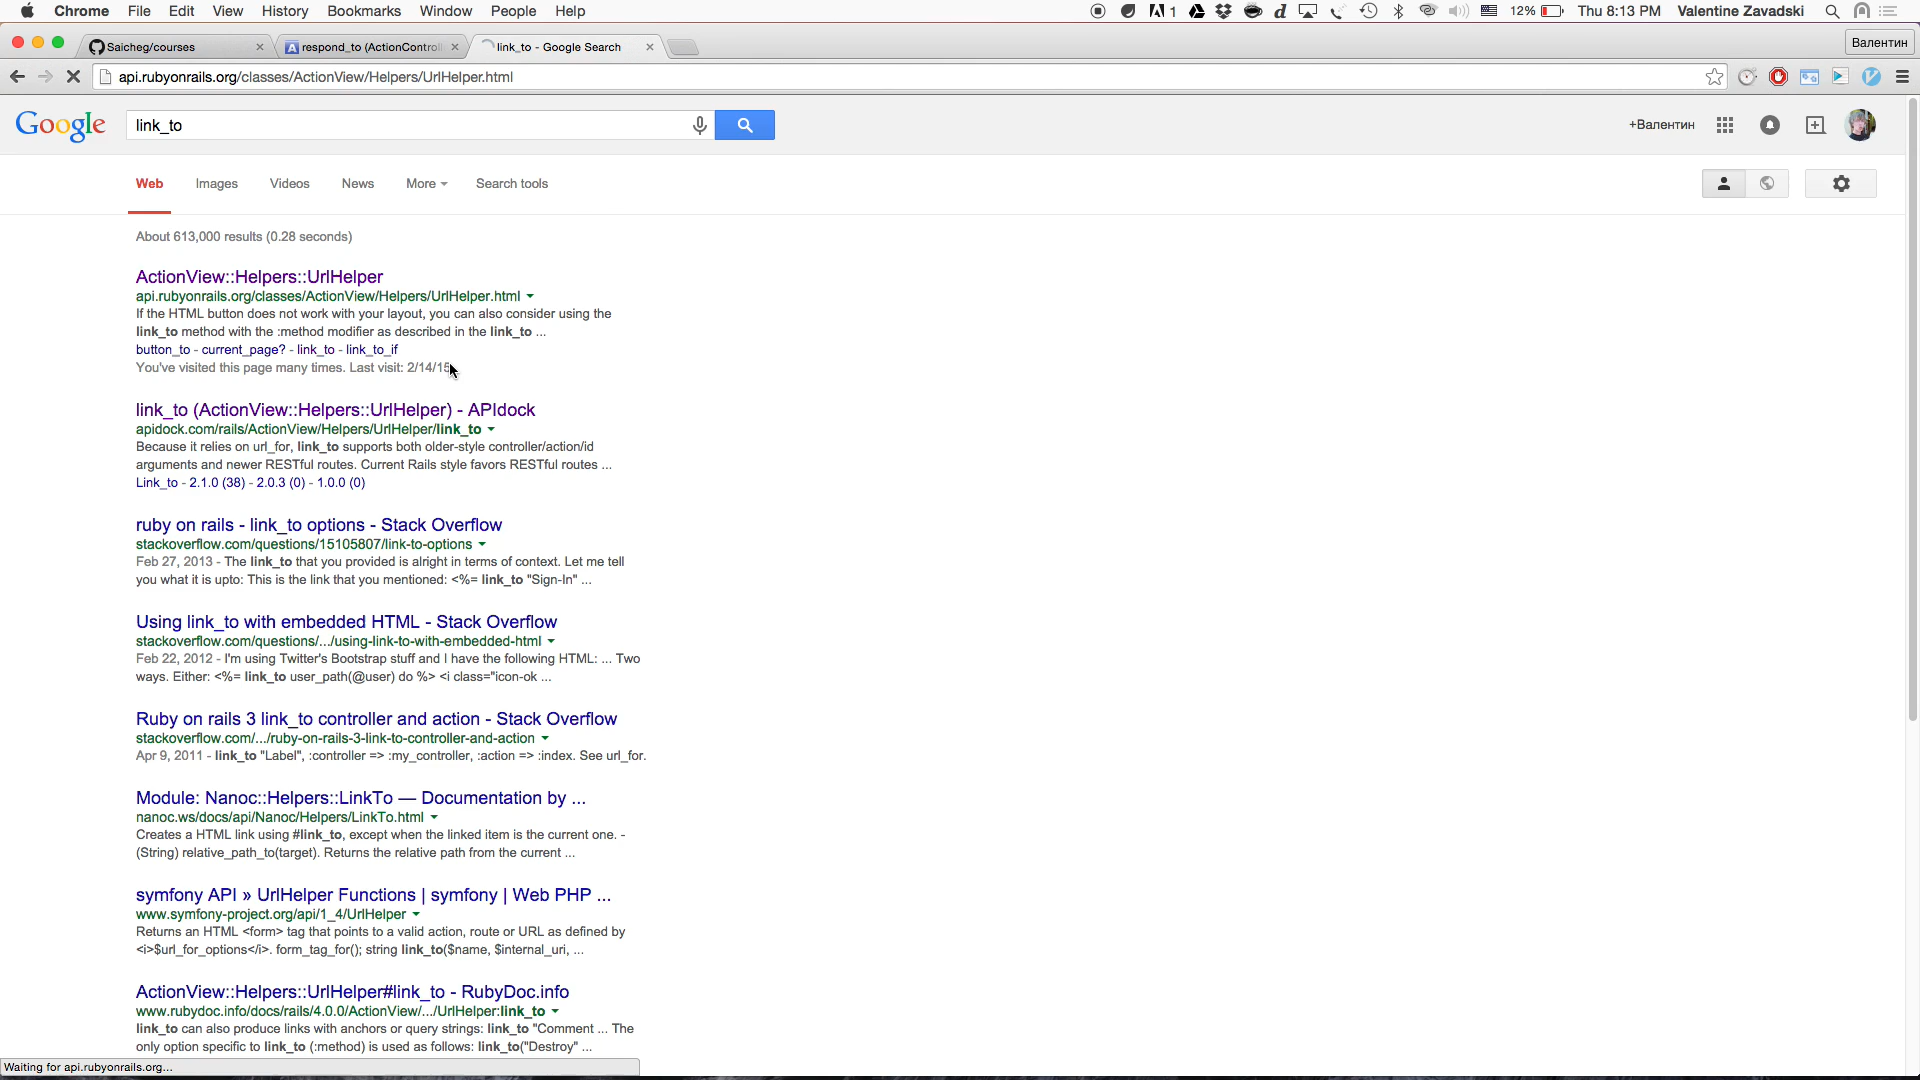 Chrome File Edit View History Bookmarks Window People Help 1 12% Thu 8:13 PM Valentine Zavadski
Saicheg/courses respond_to (ActionControll link_to - Google Search Валентин
api.rubyonrails.org/classes/ActionView/Helpers/UrlHelper.html
Google link_to +Валентин
Web Images Videos News More Search tools
About 613,000 results (0.28 seconds)
ActionView::Helpers::UrlHelper
api.rubyonrails.org/classes/ActionView/Helpers/UrlHelper.html
If the HTML button does not work with your layout, you can also consider using the
link_to method with the :method modifier as described in the link_to ...
button_to - current_page? - link_to - link_to_if
You've visited this page many times. Last visit: 2/14/15
link_to (ActionView::Helpers::UrlHelper) - APIdock
apidock.com/rails/ActionView/Helpers/UrlHelper/link_to
Because it relies on url_for, link_to supports both older-style controller/action/id
arguments and newer RESTful routes. Current Rails style favors RESTful routes ...
Link_to - 2.1.0 (38) - 2.0.3 (0) - 1.0.0 (0)
ruby on rails - link_to options - Stack Overflow
stackoverflow.com/questions/15105807/link-to-options
Feb 27, 2013 - The link_to that you provided is alright in terms of context. Let me tell
you what it is upto: This is the link that you mentioned: <%= link_to "Sign-In" ...
Using link_to with embedded HTML - Stack Overflow
stackoverflow.com/questions/.../using-link-to-with-embedded-html
Feb 22, 2012 - I'm using Twitter's Bootstrap stuff and I have the following HTML: ... Two
ways. Either: <%= link_to user_path(@user) do %> <i class="icon-ok ...
Ruby on rails 3 link_to controller and action - Stack Overflow
stackoverflow.com/.../ruby-on-rails-3-link-to-controller-and-action
Apr 9, 2011 - link_to "Label", :controller => :my_controller, :action => :index. See url_for.
Module: Nanoc::Helpers::LinkTo — Documentation by ...
nanoc.ws/docs/api/Nanoc/Helpers/LinkTo.html
Creates a HTML link using #link_to, except when the linked item is the current one. -
(String) relative_path_to(target). Returns the relative path from the current ...
symfony API » UrlHelper Functions | symfony | Web PHP ...
www.symfony-project.org/api/1_4/UrlHelper
Returns an HTML <form> tag that points to a valid action, route or URL as defined by
<i>$url_for_options</i>. form_tag_for(); string link_to($name, $internal_uri, ...
ActionView::Helpers::UrlHelper#link_to - RubyDoc.info
www.rubydoc.info/docs/rails/4.0.0/ActionView/.../UrlHelper:link_to
link_to can also produce links with anchors or query strings: link_to "Comment ... The
only option specific to link_to (:method) is used as follows: link_to("Destroy" ...
Waiting for api.rubyonrails.org...